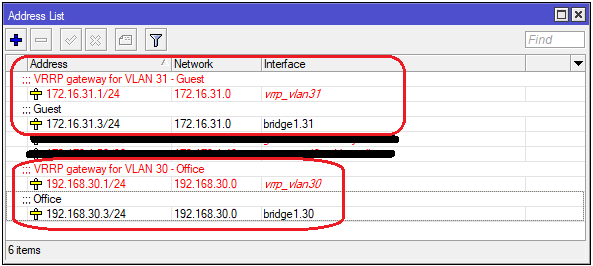 Address List
Find
Address Network Interface
;;; VRRP gateway for VLAN 31 - Guest
172.16.31.1/24 172.16.31.0 vrrp_vlan31
;;; Guest
172.16.31.3/24 172.16.31.0 bridge1.31
;;; VRRP gateway for VLAN 30 - Office
192.168.30.1/24 192.168.30.0 vrrp_vlan30
;;; Office
192.168.30.3/24 192.168.30.0 bridge1.30
6 items